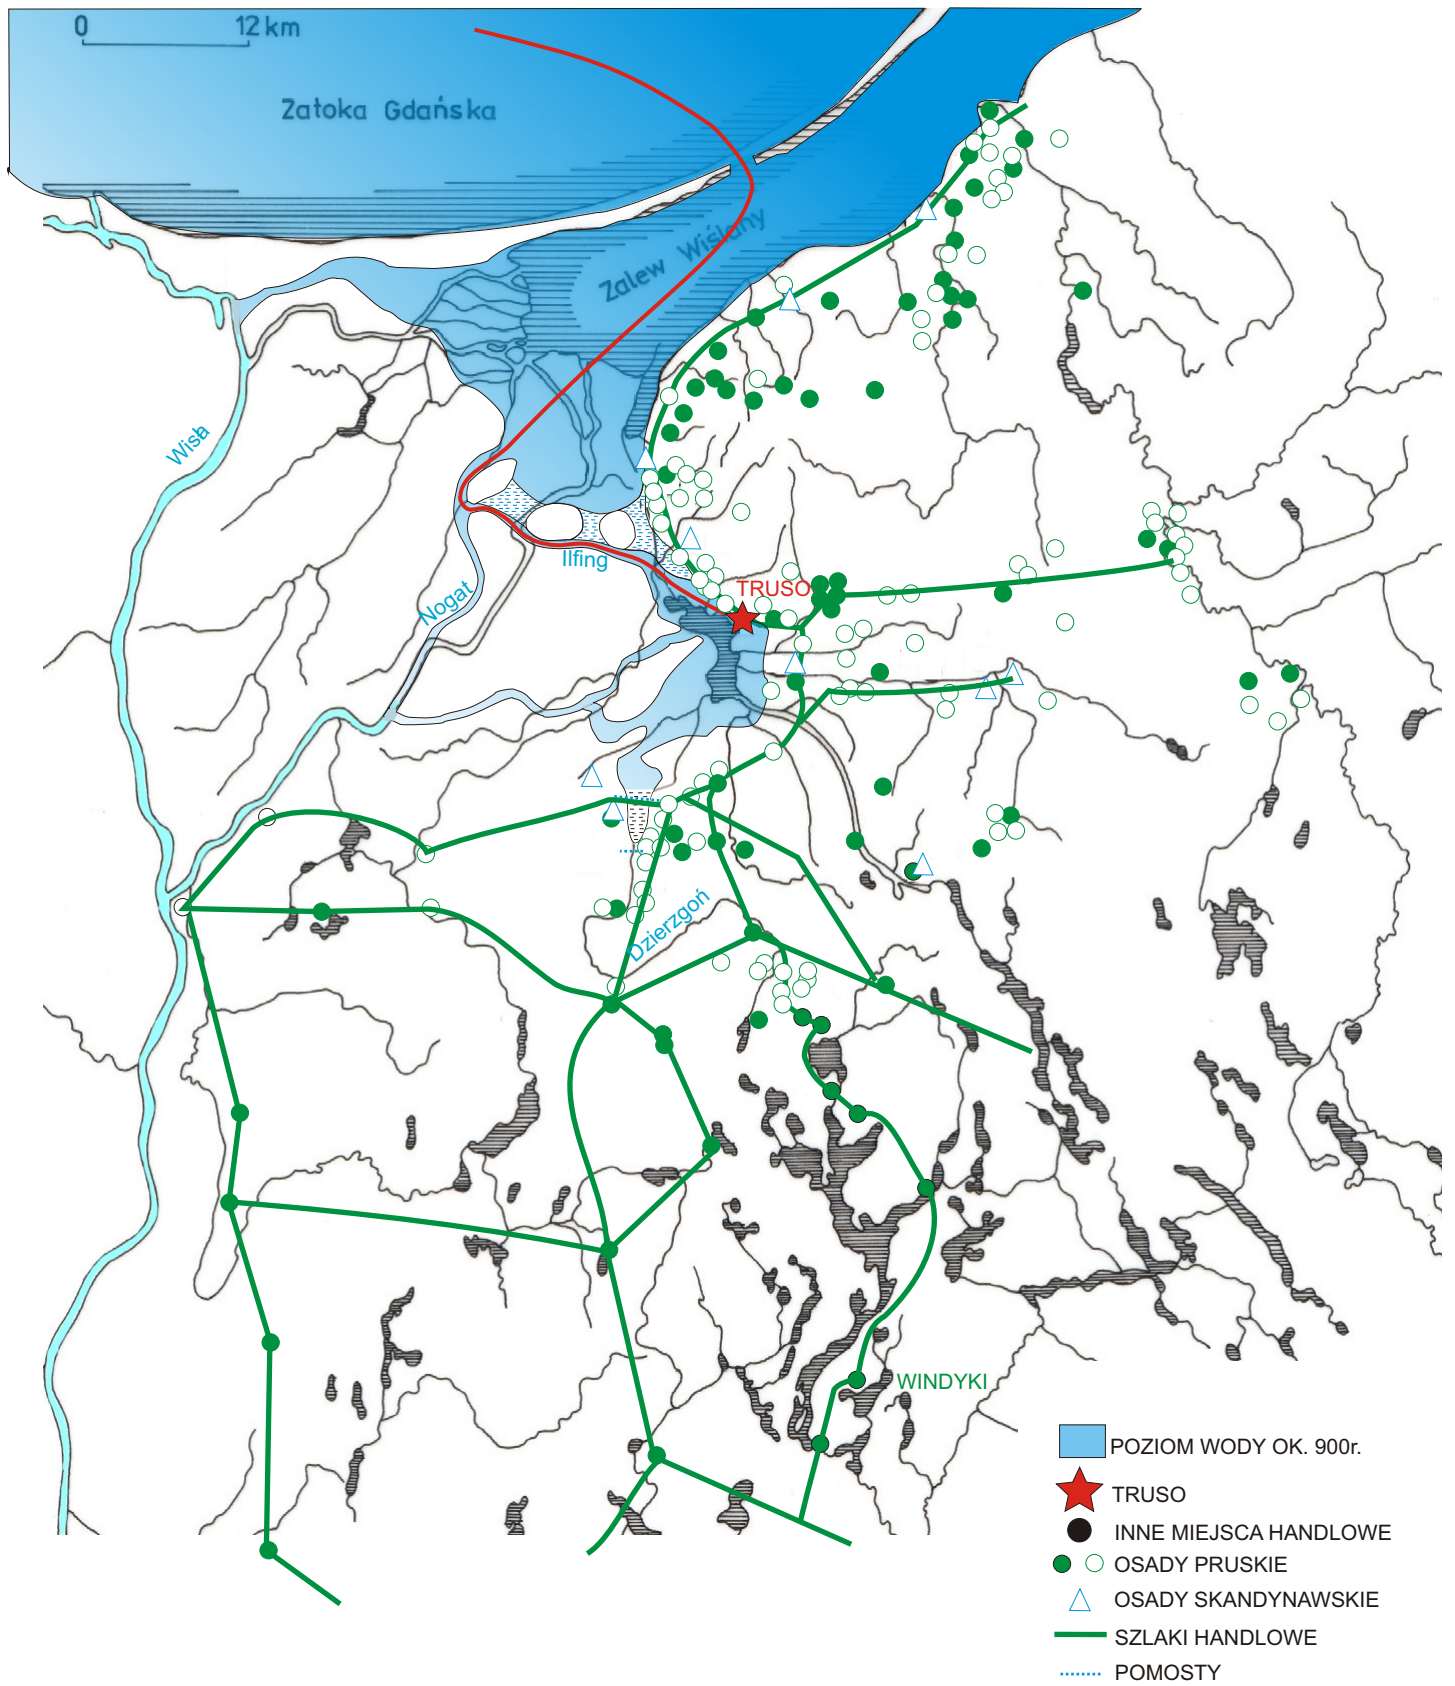 0 12 km
Zatoka Gdańska
Zalew Wiślany
Wisła
Ilfing
TRUSO
Nogat
Dzierzgoń
WINDYKI
POZIOM WODY OK. 900r.
TRUSO
INNE MIEJSCA HANDLOWE
OSADY PRUSKIE
OSADY SKANDYNAWSKIE
SZLAKI HANDLOWE
POMOSTY